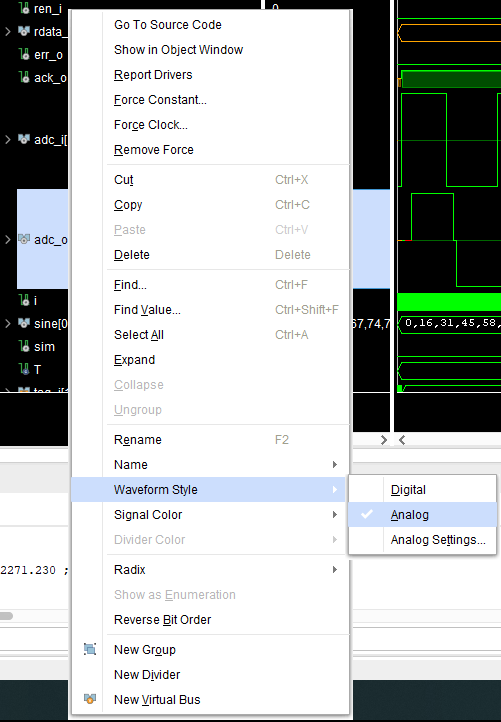 ren_i 0
rdata_
err_o
ack_o
adc_i[
adc_o
i
sine[0 67,74,7 0,16,31,45,58,
sim
T
Go To Source Code
Show in Object Window
Report Drivers
Force Constant...
Force Clock...
Remove Force
Cut Ctrl+X
Copy Ctrl+C
Paste Ctrl+V
Delete Delete
Find... Ctrl+F
Find Value... Ctrl+Shift+F
Select All Ctrl+A
Expand
Collapse
Ungroup
Rename F2
Name
Waveform Style
Signal Color
Divider Color
Radix
Show as Enumeration
Reverse Bit Order
New Group
New Divider
New Virtual Bus
Digital
Analog
Analog Settings...
2271.230 ;